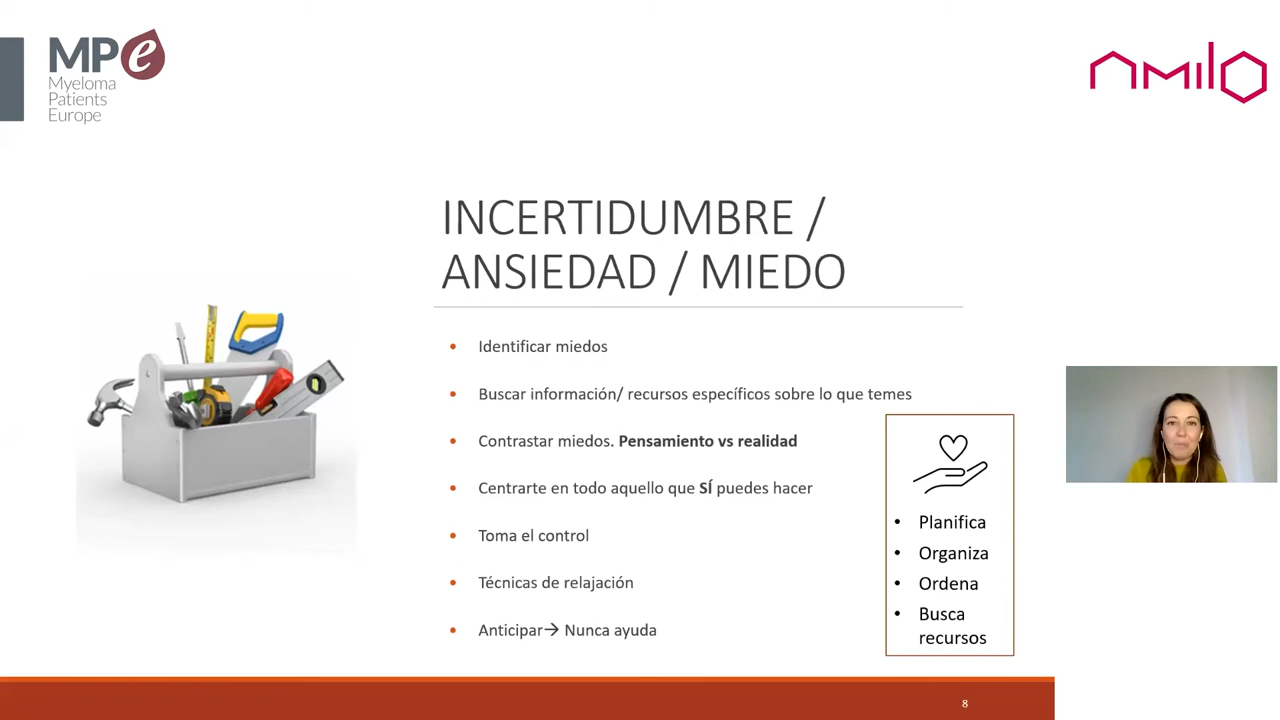 MPe
Myeloma
Patients
Europe
amilo
INCERTIDUMBRE /
ANSIEDAD / MIEDO
• Identificar miedos
• Buscar información/ recursos específicos sobre lo que temes
• Contrastar miedos. Pensamiento vs realidad
• Centrarte en todo aquello que SÍ puedes hacer
• Toma el control
• Técnicas de relajación
• Anticipar→ Nunca ayuda
• Planifica
• Organiza
• Ordena
• Busca
recursos
8